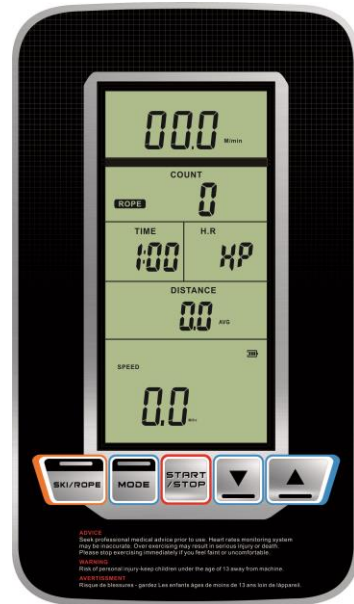 00.0 M/min
COUNT
ROPE 0
TIME H.R
1:00 HP
DISTANCE
0.0 AVG
SPEED
0.0
SKI/ROPE MODE START/STOP ▼ ▲
ADVICE
Seek professional medical advice prior to use. Heart rates monitoring system
may be inaccurate. Over exercising may result in serious injury or death.
Please stop exercising immediately if you feel faint or uncomfortable.
WARNING
Risk of personal injury-keep children under the age of 13 away from machine.
AVERTISSEMENT
Risque de blessures - gardez Les enfants âges de moins de 13 ans loin de làppareil.